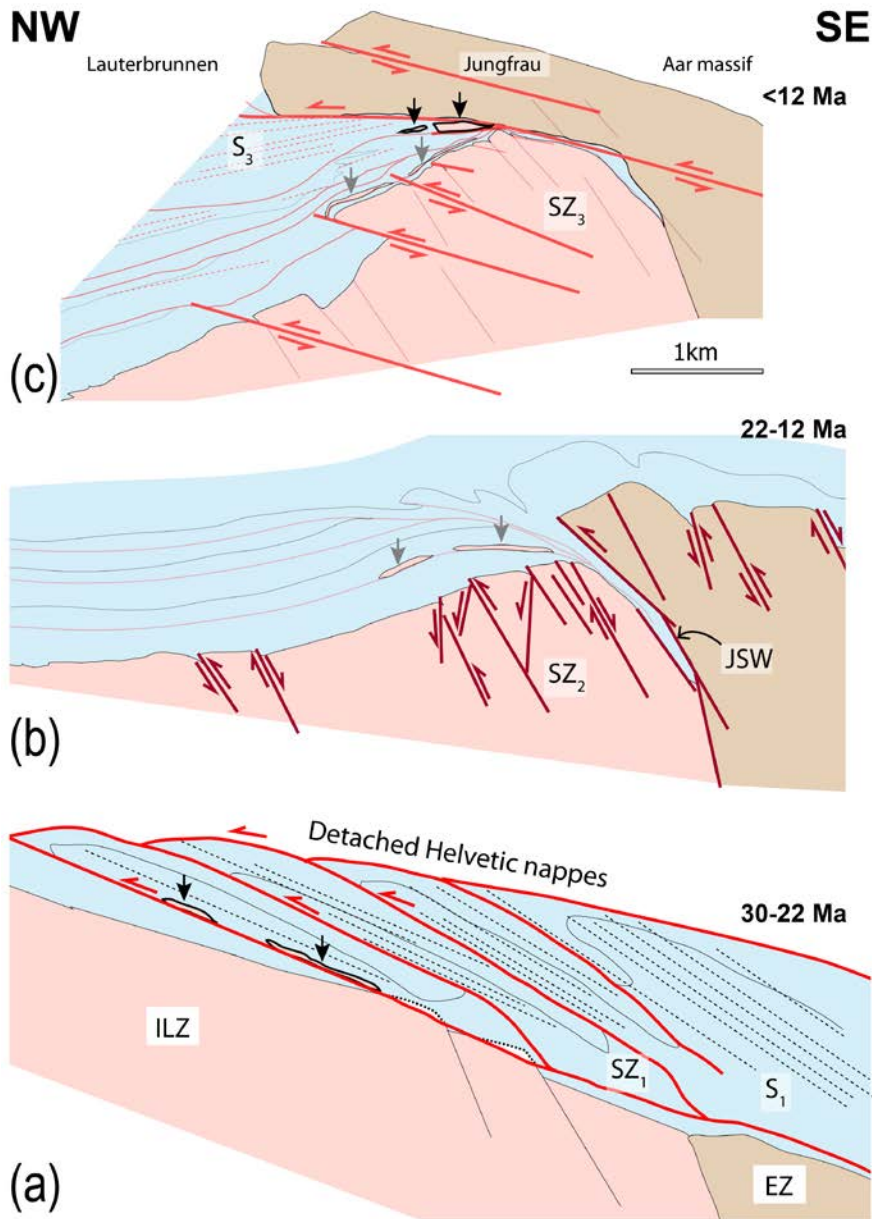 NW SE
Lauterbrunnen Jungfrau Aar massif
<12 Ma
S3
SZ3
(c)
1km
22-12 Ma
JSW
SZ2
(b)
Detached Helvetic nappes
30-22 Ma
ILZ
SZ1
S1
(a)
EZ